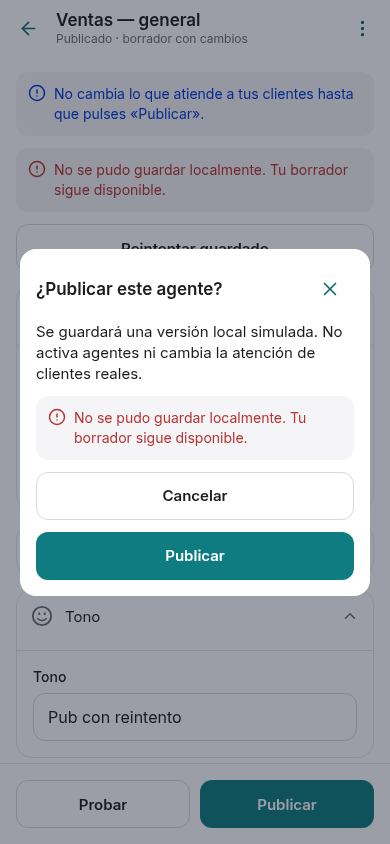 Ventas — general
Publicado · borrador con cambios
No cambia lo que atiende a tus clientes hasta
que pulses «Publicar».
No se pudo guardar localmente. Tu borrador
sigue disponible.
Reintentar guardado
¿Publicar este agente?
Se guardará una versión local simulada. No
activa agentes ni cambia la atención de
clientes reales.
No se pudo guardar localmente. Tu
borrador sigue disponible.
Cancelar
Publicar
Tono
Tono
Pub con reintento
Probar
Publicar